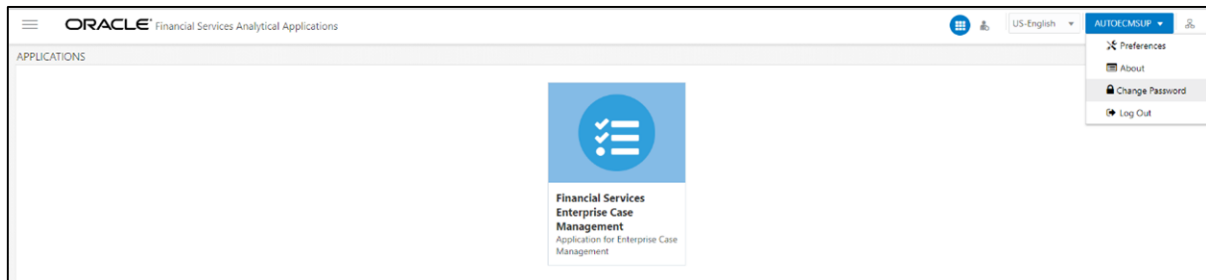 ORACLE® Financial Services Analytical Applications
US-English
AUTOECMSUP
APPLICATIONS
Preferences
About
Change Password
Log Out
Financial Services
Enterprise Case
Management
Application for Enterprise Case
Management